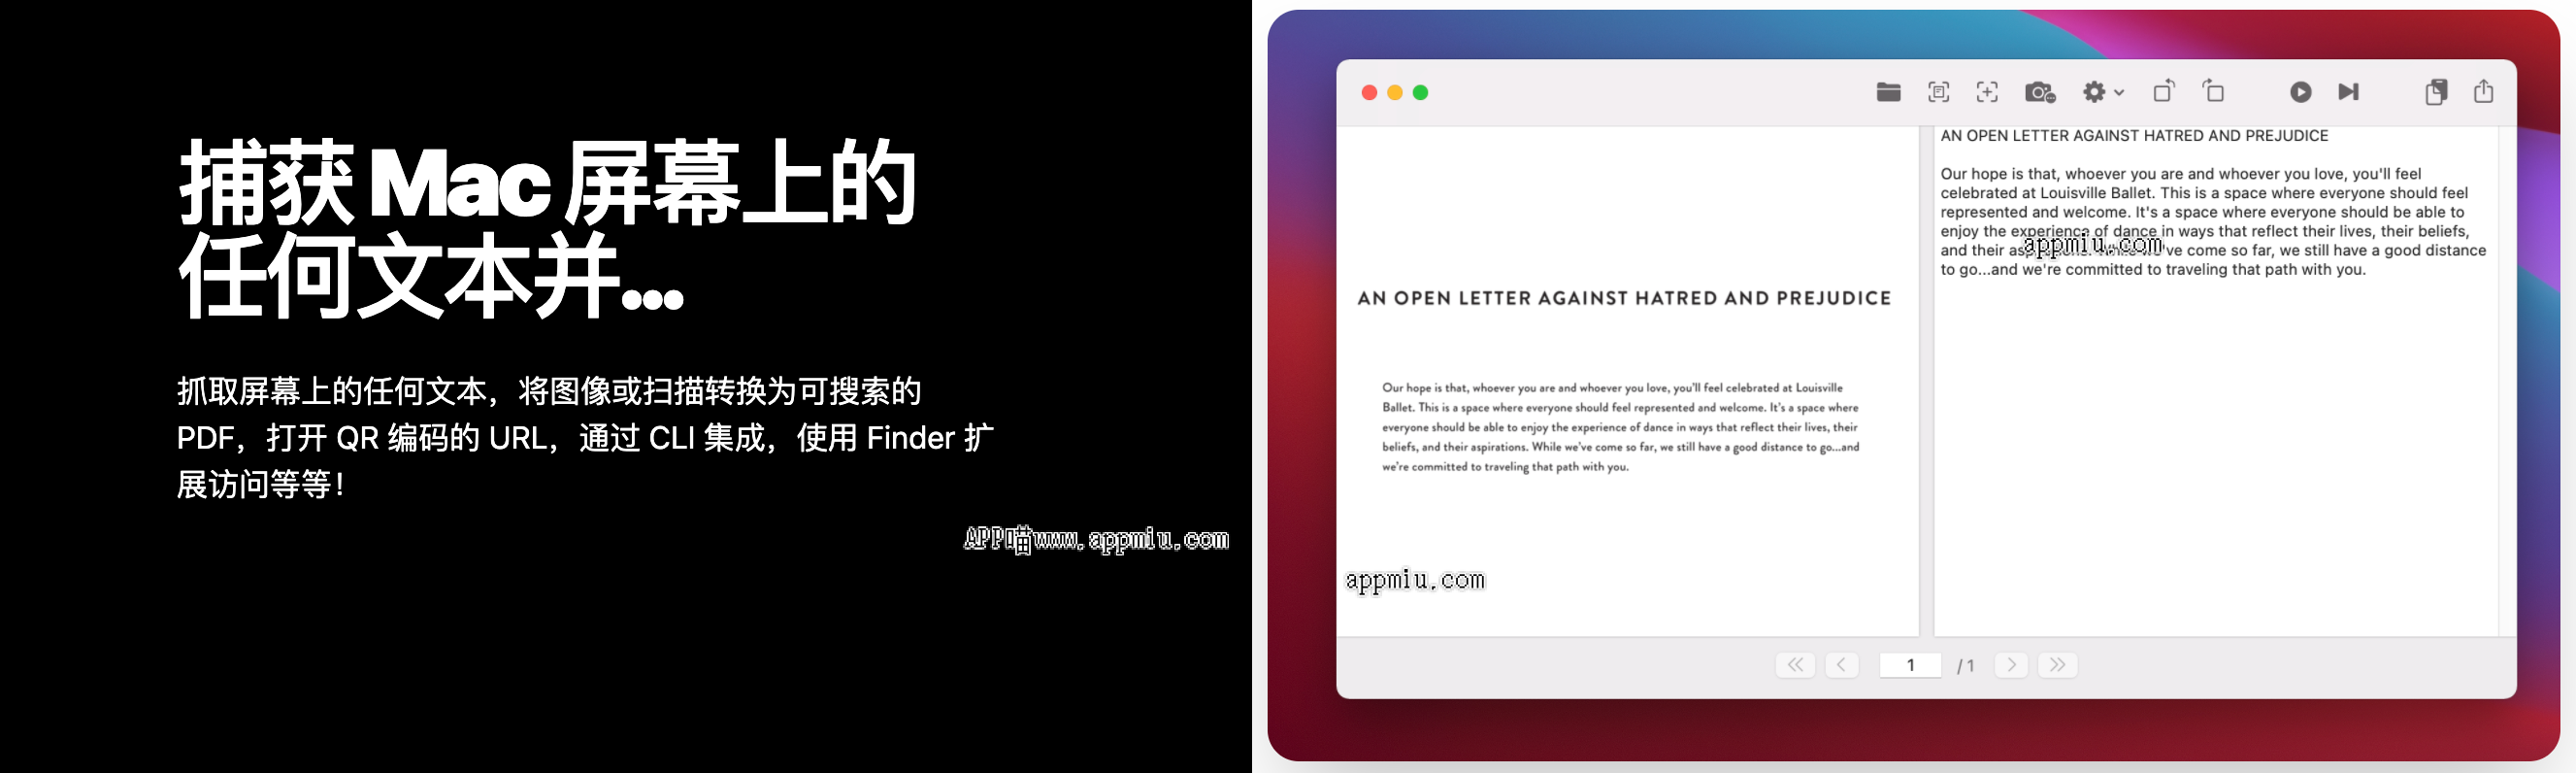 捕获 Mac 屏幕上的
任何文本并...
抓取屏幕上的任何文本，将图像或扫描转换为可搜索的
PDF，打开 QR 编码的 URL，通过 CLI 集成，使用 Finder 扩
展访问等等！
APP喵www.appmiu.com
AN OPEN LETTER AGAINST HATRED AND PREJUDICE
Our hope is that, whoever you are and whoever you love, you’ll feel celebrated at Louisville
Ballet. This is a space where everyone should feel represented and welcome. It’s a space where
everyone should be able to enjoy the experience of dance in ways that reflect their lives, their
beliefs, and their aspirations. While we’ve come so far, we still have a good distance to go...and
we’re committed to traveling that path with you.
appmiu.com
AN OPEN LETTER AGAINST HATRED AND PREJUDICE
Our hope is that, whoever you are and whoever you love, you'll feel
celebrated at Louisville Ballet. This is a space where everyone should feel
represented and welcome. It's a space where everyone should be able to
enjoy the experience of dance in ways that reflect their lives, their beliefs,
appmiu.com
and their aspirations. While we've come so far, we still have a good distance
to go...and we're committed to traveling that path with you.
1 / 1